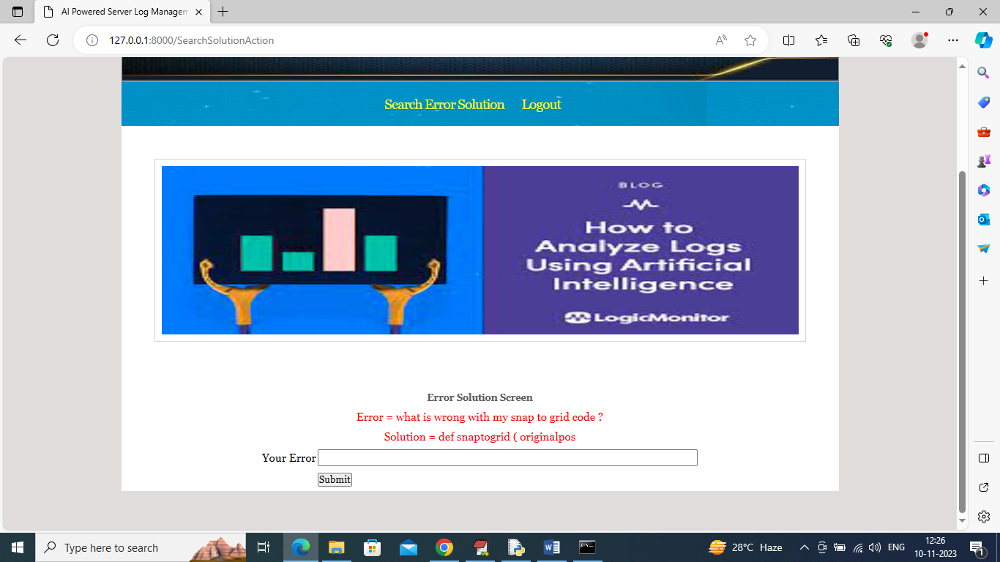 AI Powered Server Log Managem
127.0.0.1:8000/SearchSolutionAction
Search Error Solution Logout
BLOG
How to
Analyze Logs
Using Artificial
Intelligence
LogicMonitor
Error Solution Screen
Error = what is wrong with my snap to grid code ?
Solution = def snaptogrid ( originalpos
Your Error
Submit
Type here to search
28°C Haze
ENG
12:26
10-11-2023
1